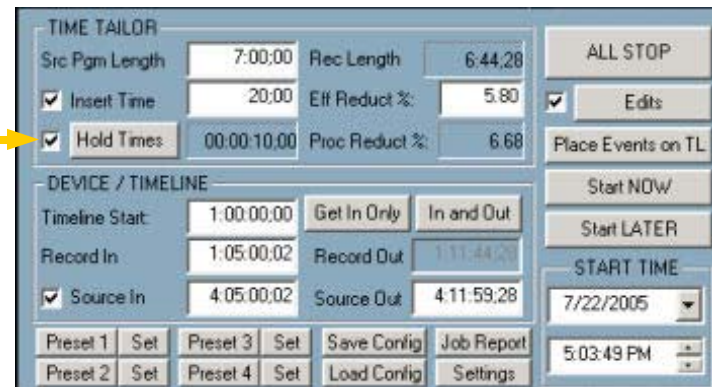 TIME TAILOR
Src Pgm Length 7:00;00 Rec Length 6:44;28
Insert Time 20;00 Eff Reduct %: 5.80
Hold Times 00:00:10;00 Proc Reduct %: 6.68
DEVICE / TIMELINE
Timeline Start: 1:00:00;00 Get In Only In and Out
Record In 1:05:00;02 Record Out 1:11:44;28
Source In 4:05:00;02 Source Out 4:11:59;28
Preset 1 Set Preset 3 Set Save Config Job Report
Preset 2 Set Preset 4 Set Load Config Settings
ALL STOP
Edits
Place Events on TL
Start NOW
Start LATER
START TIME
7/22/2005
5:03:49 PM